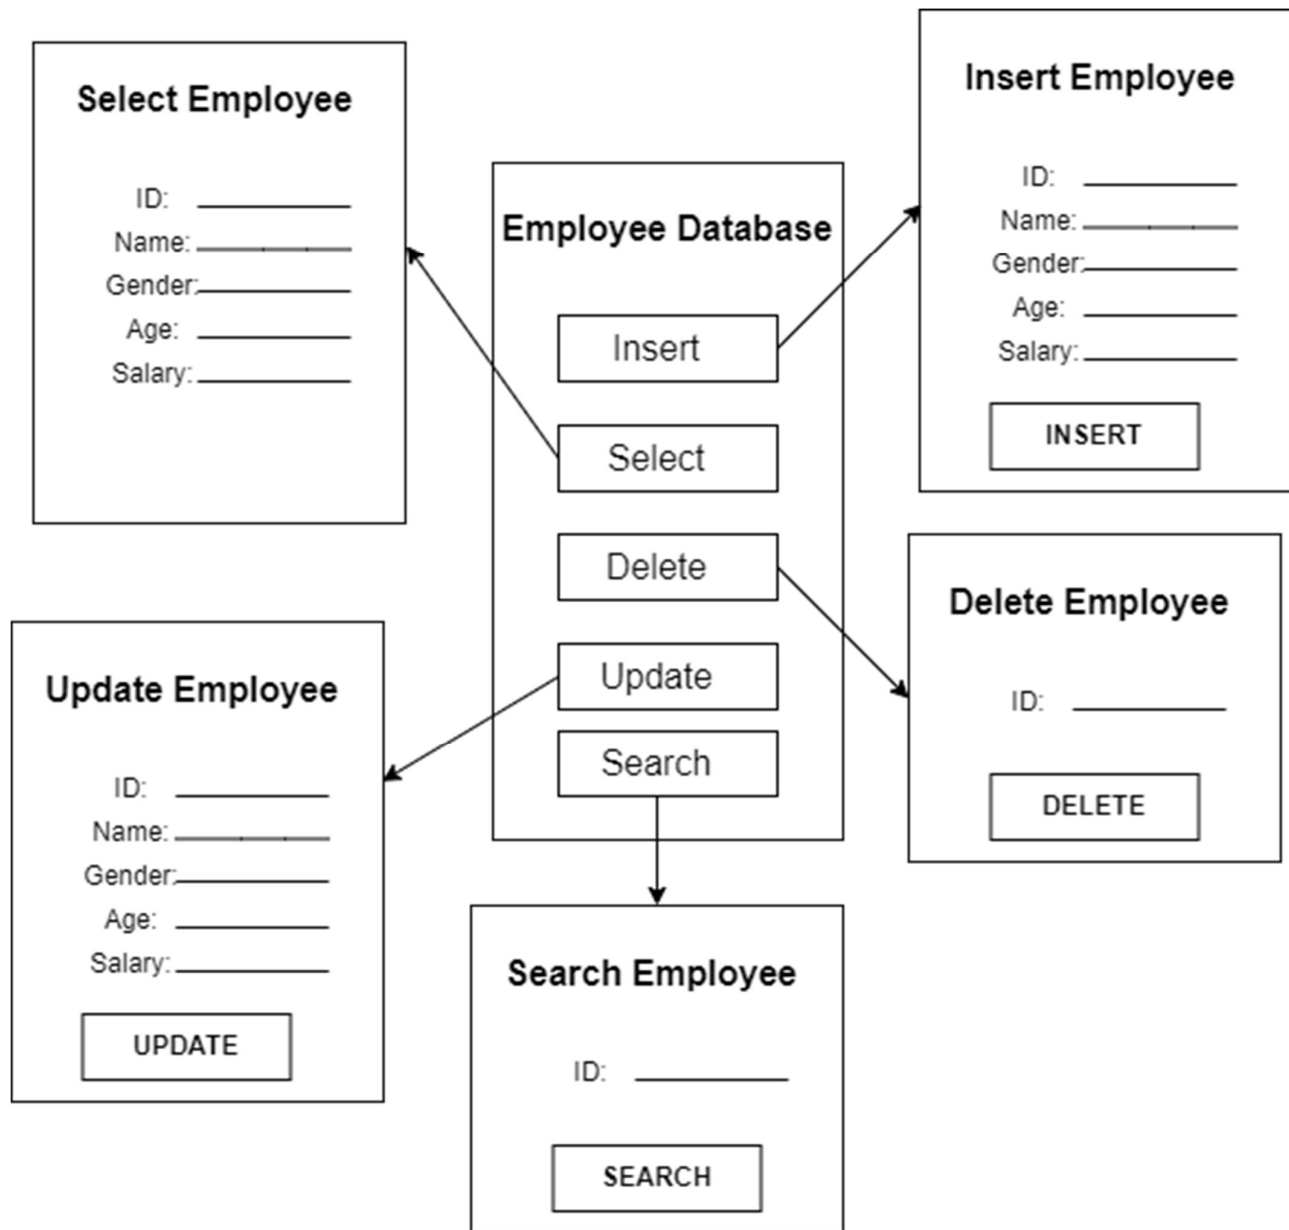 Select Employee
ID:
Name:
Gender:
Age:
Salary:
Insert Employee
ID:
Name:
Gender:
Age:
Salary:
INSERT
Employee Database
Insert
Select
Delete
Update
Search
Delete Employee
ID:
DELETE
Update Employee
ID:
Name:
Gender:
Age:
Salary:
UPDATE
Search Employee
ID:
SEARCH